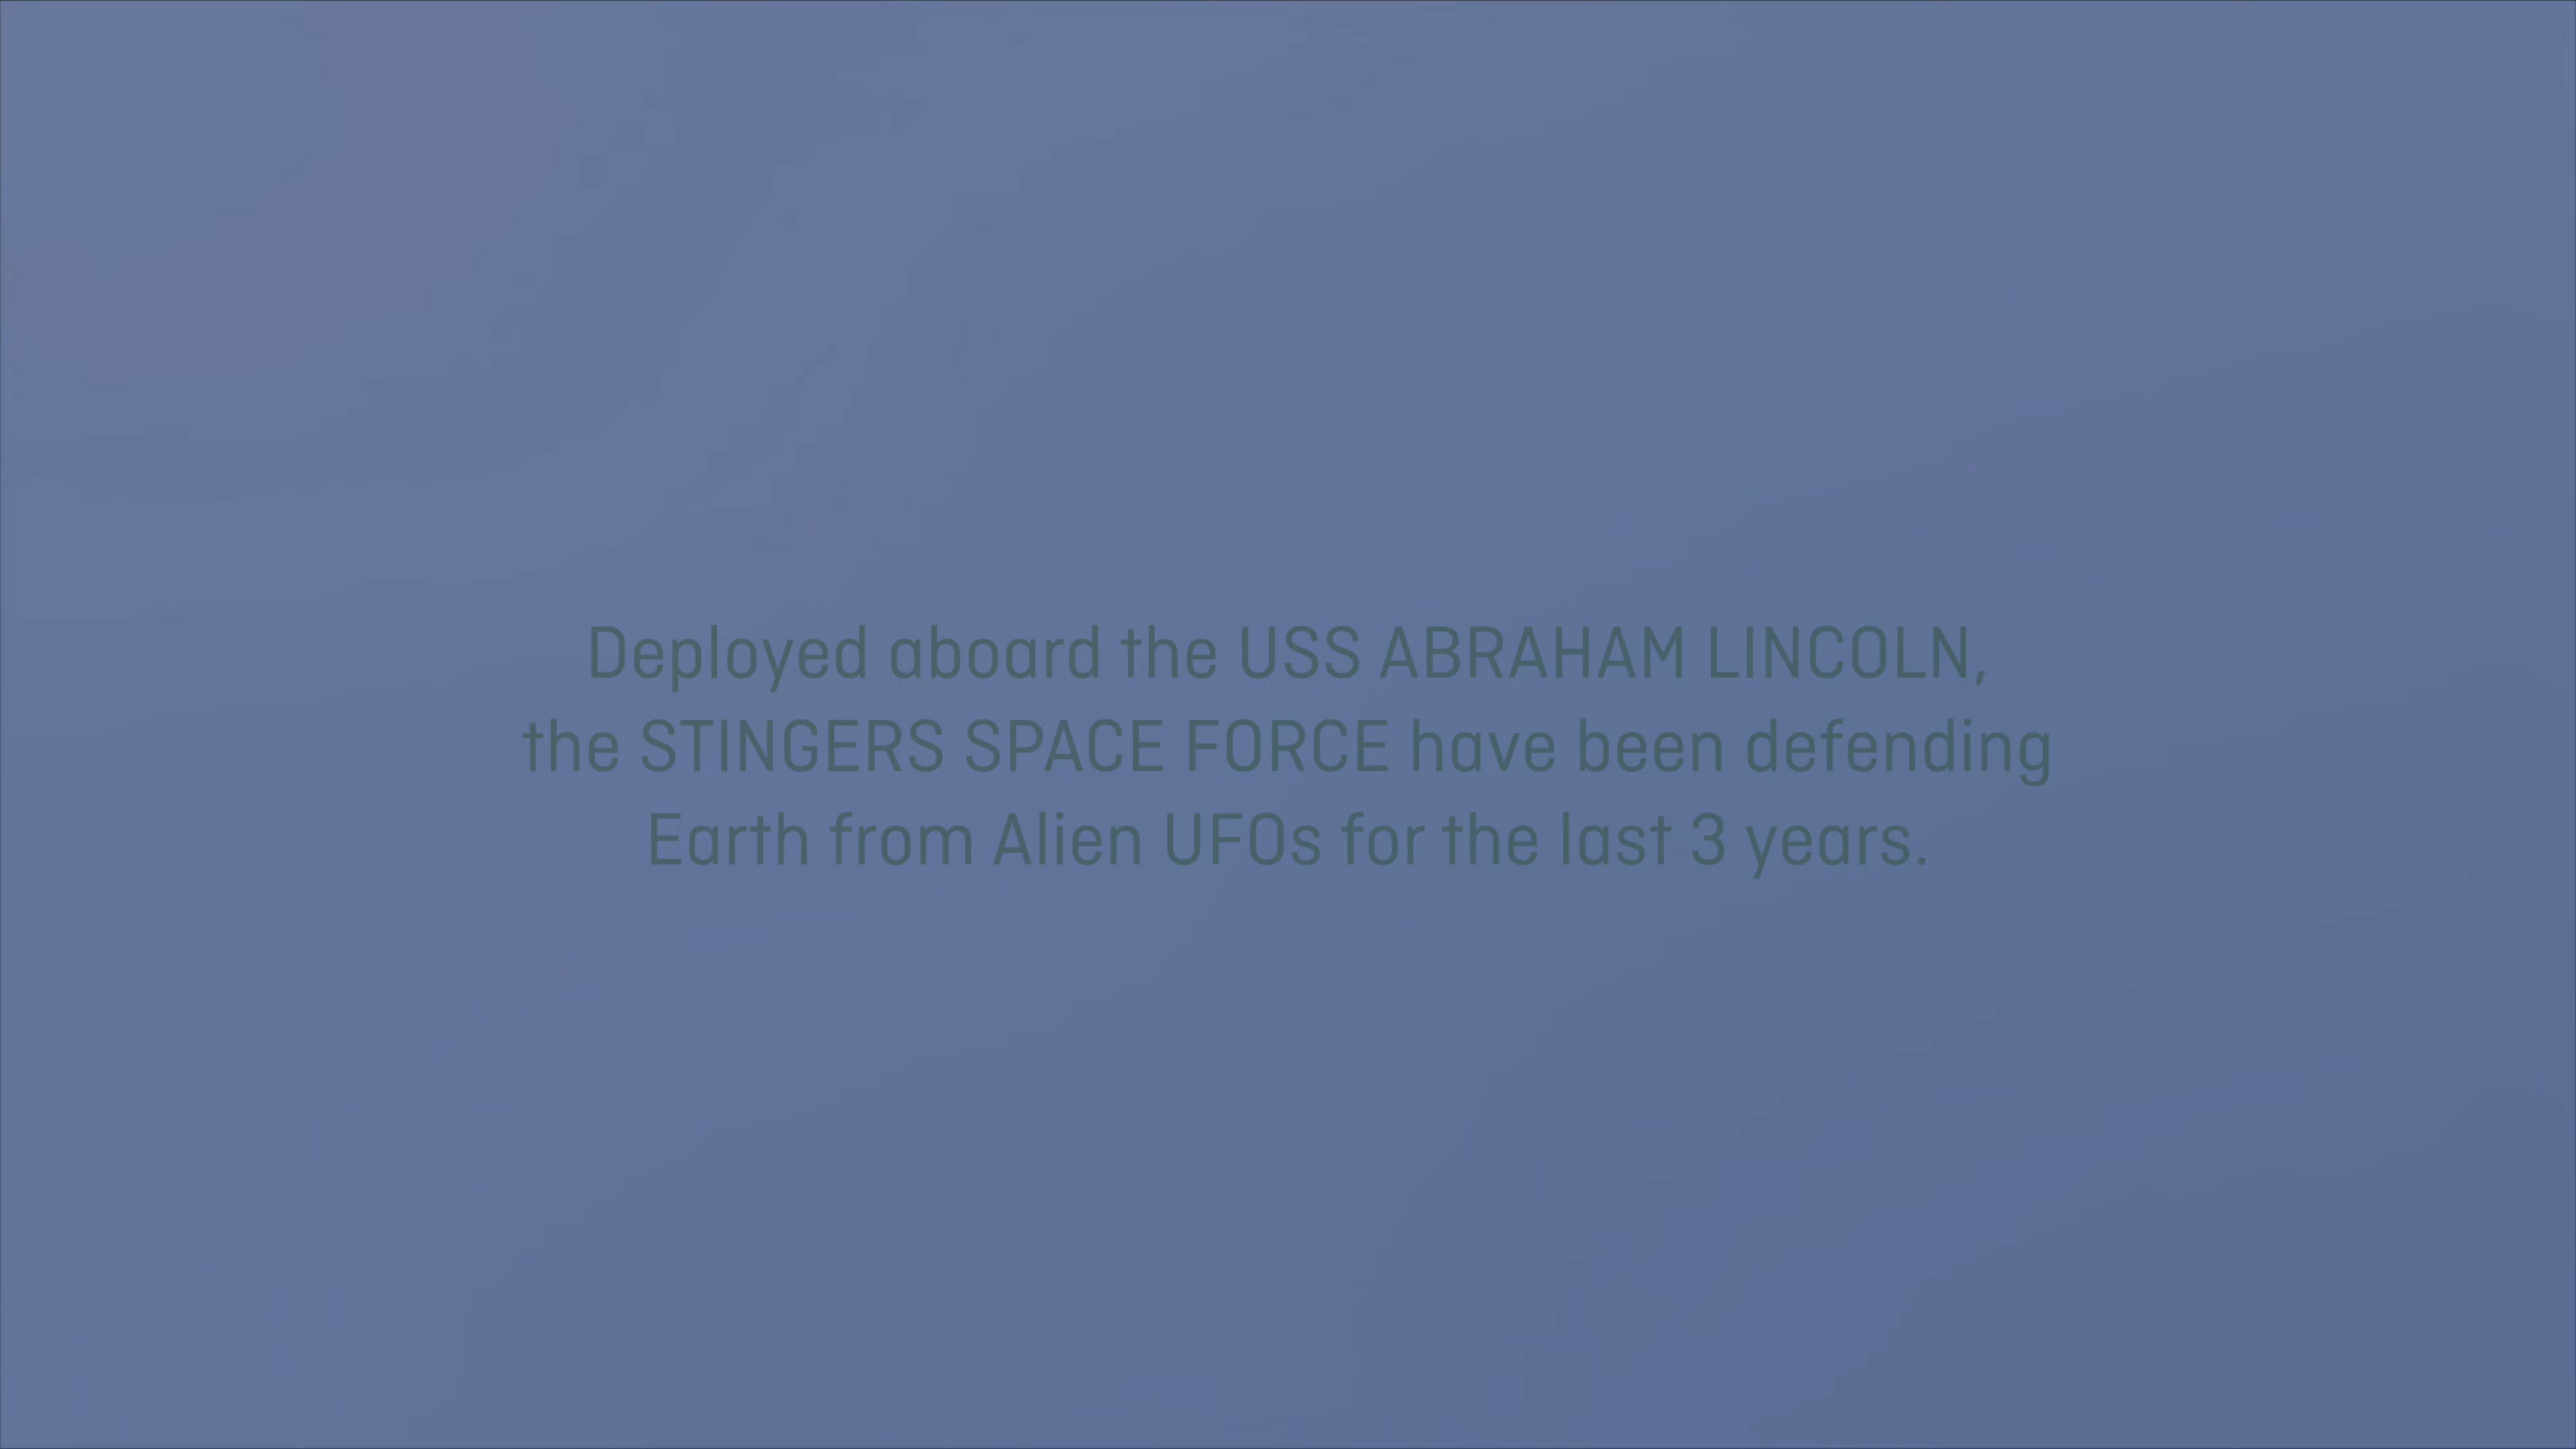 Deployed aboard the USS ABRAHAM LINCOLN,
the STINGERS SPACE FORCE have been defending
Earth from Alien UFOs for the last 3 years.